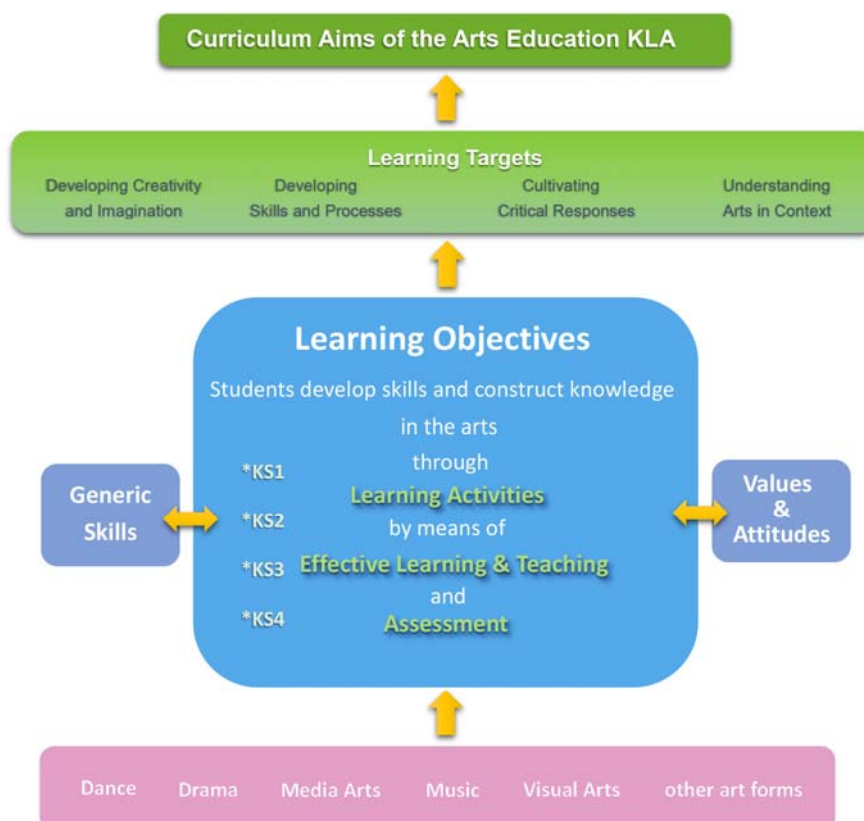 Curriculum Aims of the Arts Education KLA
Learning Targets
Developing Creativity
and Imagination
Developing
Skills and Processes
Cultivating
Critical Responses
Understanding
Arts in Context
Learning Objectives
Students develop skills and construct knowledge
in the arts
through
Learning Activities
by means of
Effective Learning & Teaching
and
Assessment
*KS1
*KS2
*KS3
*KS4
Generic
Skills
Values
&
Attitudes
Dance Drama Media Arts Music Visual Arts other art forms